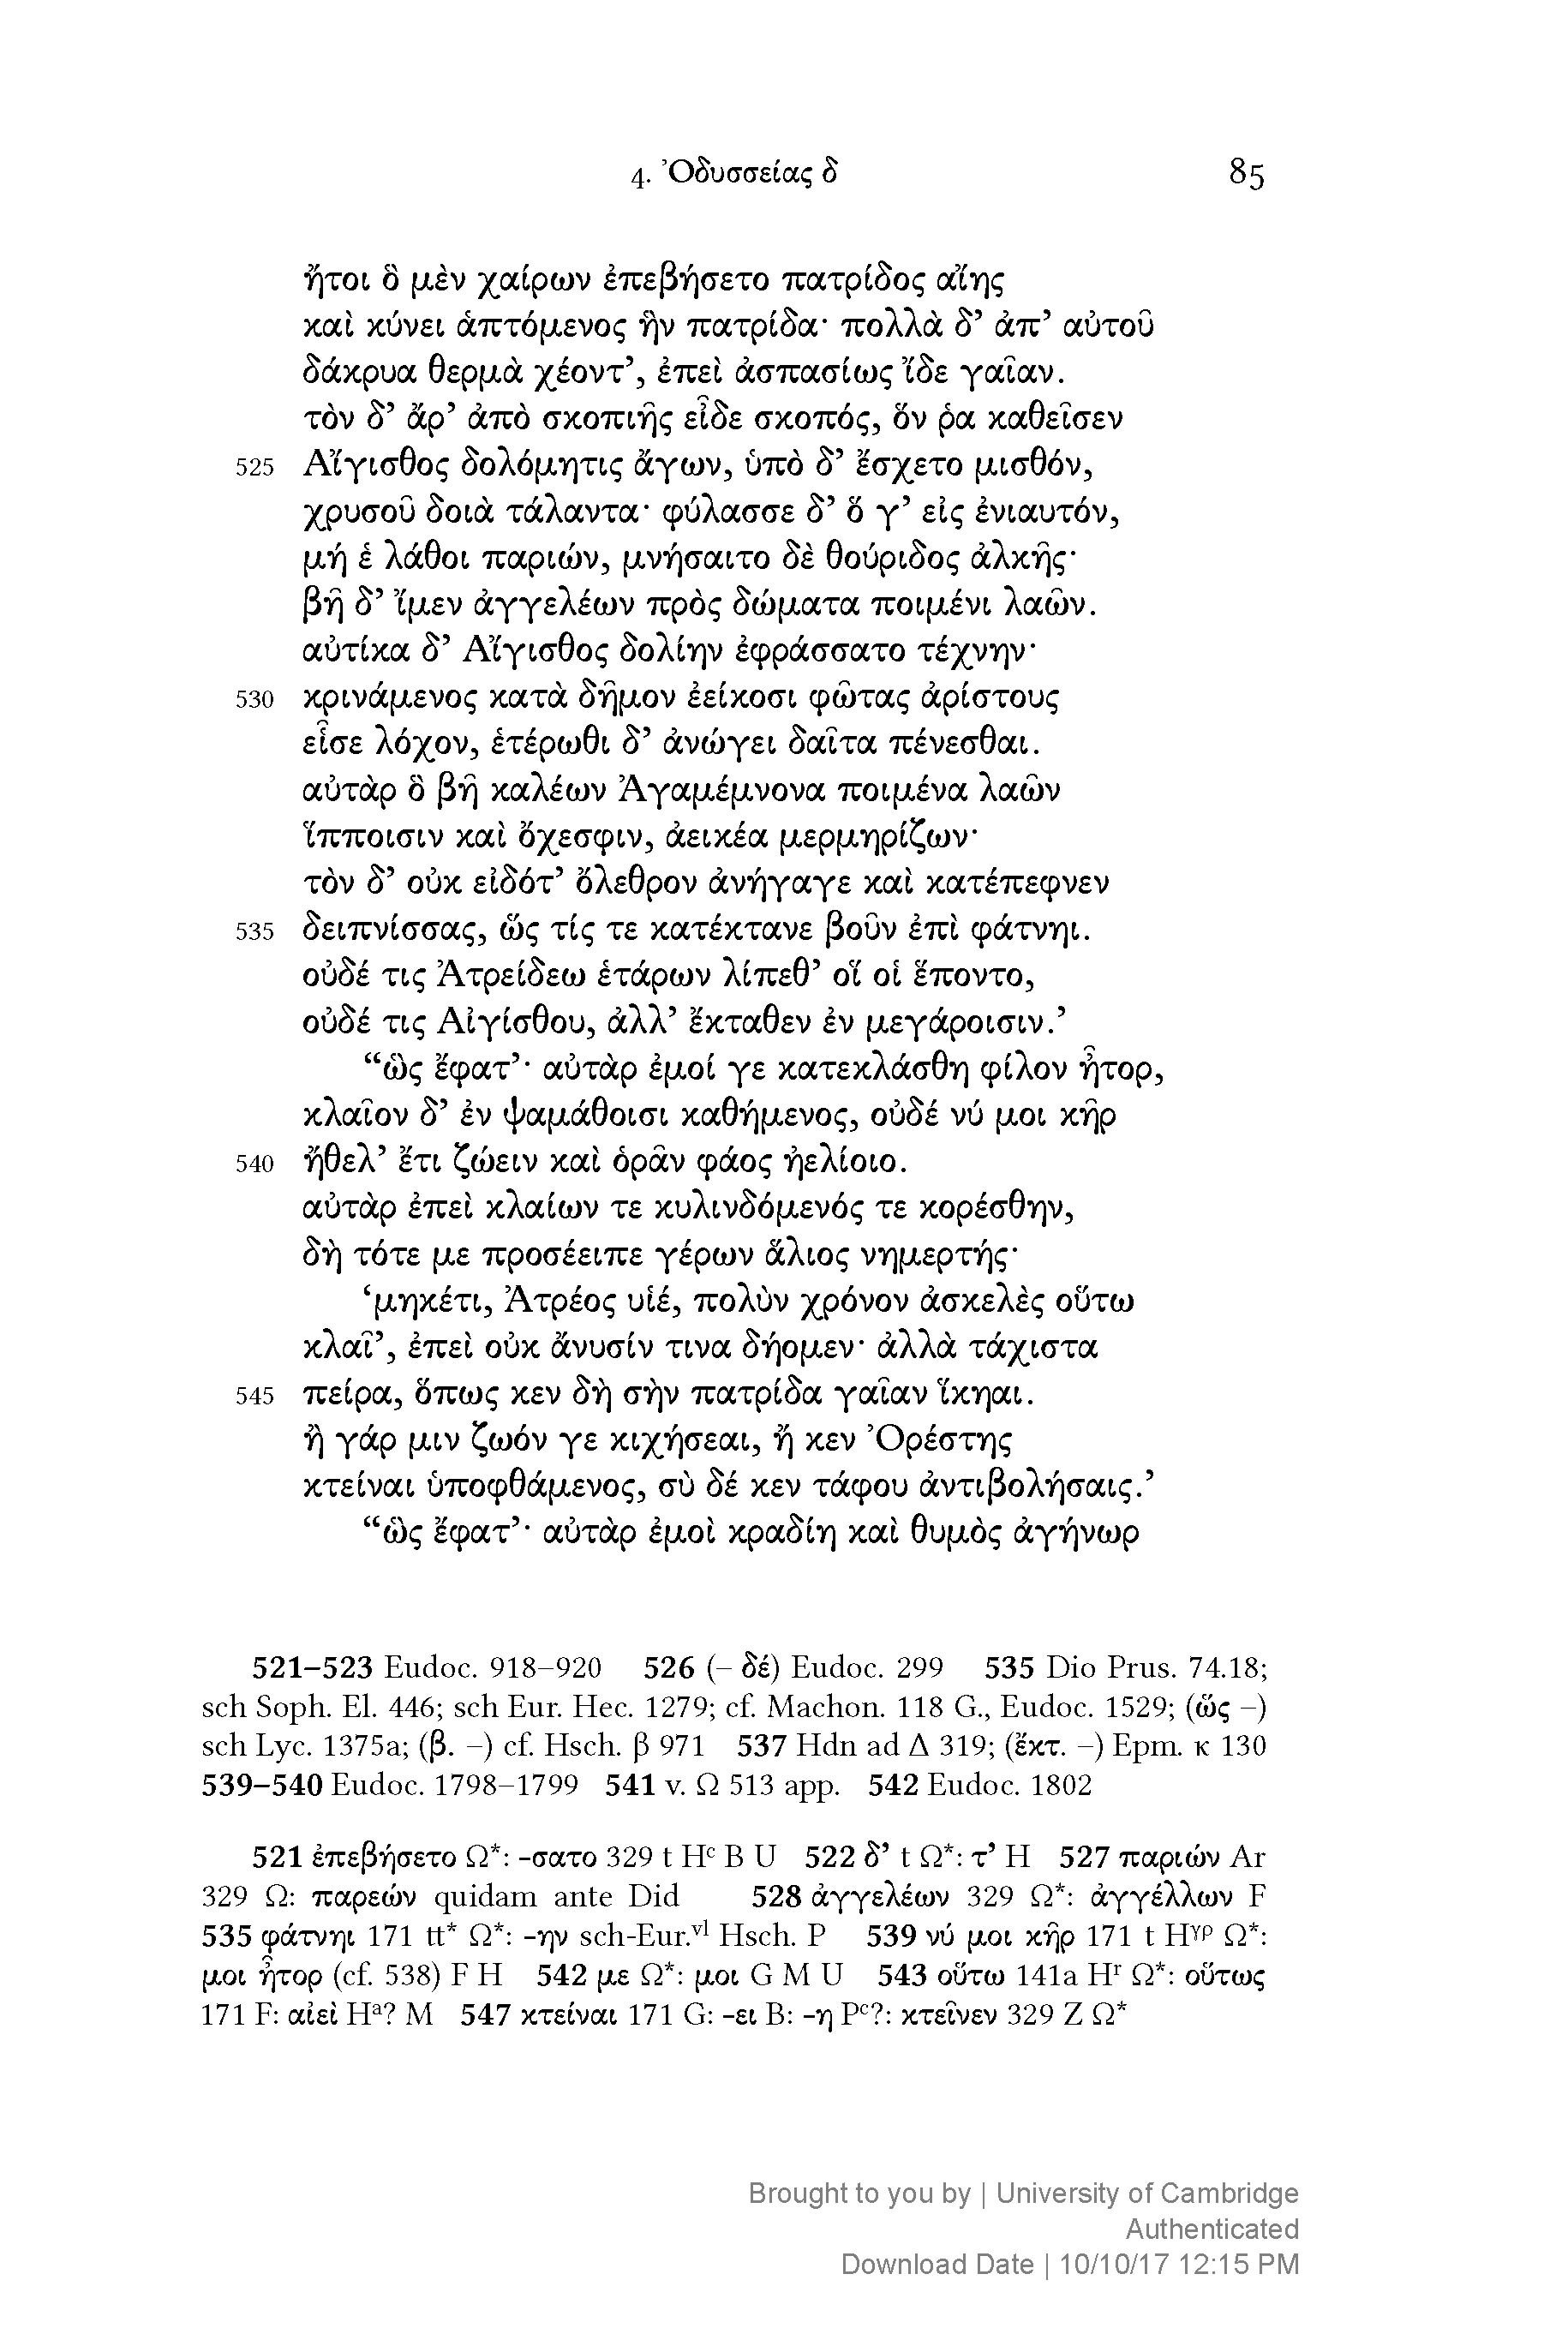 4. Ὀδυσσείας δ 85
ἤτοι ὃ μὲν χαίρων ἐπεβήσετο πατρίδος αἴης
καὶ κύνει ἁπτόμενος ἣν πατρίδα· πολλὰ δ’ ἀπ’ αὐτοῦ
δάκρυα θερμὰ χέοντ’, ἐπεὶ ἀσπασίως ἴδε γαῖαν.
τὸν δ’ ἄρ’ ἀπὸ σκοπιῆς εἶδε σκοπός, ὅν ῥα καθεῖσεν
525 Αἴγισθος δολόμητις ἄγων, ὑπὸ δ’ ἔσχετο μισθόν,
χρυσοῦ δοιὰ τάλαντα· φύλασσε δ’ ὅ γ’ εἰς ἐνιαυτόν,
μή ἑ λάθοι παριών, μνήσαιτο δὲ θούριδος ἀλκῆς·
βῆ δ’ ἴμεν ἀγγελέων πρὸς δώματα ποιμένι λαῶν.
αὐτίκα δ’ Αἴγισθος δολίην ἐφράσσατο τέχνην·
530 κρινάμενος κατὰ δῆμον ἐείκοσι φῶτας ἀρίστους
εἷσε λόχον, ἑτέρωθι δ’ ἀνώγει δαῖτα πένεσθαι.
αὐτὰρ ὃ βῆ καλέων Ἀγαμέμνονα ποιμένα λαῶν
ἵπποισιν καὶ ὄχεσφιν, ἀεικέα μερμηρίζων·
τὸν δ’ οὐκ εἰδότ’ ὄλεθρον ἀνήγαγε καὶ κατέπεφνεν
535 δειπνίσσας, ὥς τίς τε κατέκτανε βοῦν ἐπὶ φάτνηι.
οὐδέ τις Ἀτρείδεω ἑτάρων λίπεθ’ οἵ οἱ ἕποντο,
οὐδέ τις Αἰγίσθου, ἀλλ’ ἔκταθεν ἐν μεγάροισιν.’
“ὣς ἔφατ’· αὐτὰρ ἐμοί γε κατεκλάσθη φίλον ἦτορ,
κλαῖον δ’ ἐν ψαμάθοισι καθήμενος, οὐδέ νύ μοι κῆρ
540 ἤθελ’ ἔτι ζώειν καὶ ὁρᾶν φάος ἠελίοιο.
αὐτὰρ ἐπεὶ κλαίων τε κυλινδόμενός τε κορέσθην,
δὴ τότε με προσέειπε γέρων ἅλιος νημερτής·
‘μηκέτι, Ἀτρέος υἱέ, πολὺν χρόνον ἀσκελὲς οὕτω
κλαῖ’, ἐπεὶ οὐκ ἄνυσίν τινα δήομεν· ἀλλὰ τάχιστα
545 πείρα, ὅπως κεν δὴ σὴν πατρίδα γαῖαν ἵκηαι.
ἢ γάρ μιν ζωόν γε κιχήσεαι, ἤ κεν Ὀρέστης
κτείναι ὑποφθάμενος, σὺ δέ κεν τάφου ἀντιβολήσαις.’
“ὣς ἔφατ’· αὐτὰρ ἐμοὶ κραδίη καὶ θυμὸς ἀγήνωρ
521–523 Eudoc. 918–920 526 (– δέ) Eudoc. 299 535 Dio Prus. 74.18;
sch Soph. El. 446; sch Eur. Hec. 1279; cf. Machon. 118 G., Eudoc. 1529; (ὥς –)
sch Lyc. 1375a; (β. –) cf. Hsch. β 971 537 Hdn ad Δ 319; (ἔκτ. –) Epm. κ 130
539–540 Eudoc. 1798–1799 541 v. Ω 513 app. 542 Eudoc. 1802
521 ἐπεβήσετο Ω*: -σατο 329 t Hᶜ B U 522 δ’ t Ω*: τ’ H 527 παριών Ar
329 Ω: παρεών quidam ante Did 528 ἀγγελέων 329 Ω*: ἀγγέλλων F
535 φάτνηι 171 tt* Ω*: -ην sch-Eur.ᵛˡ Hsch. P 539 νύ μοι κῆρ 171 t Hᵞᵖ Ω*:
μοι ἦτορ (cf. 538) F H 542 με Ω*: μοι G M U 543 οὕτω 141a Hʳ Ω*: οὕτως
171 F: αἰεὶ Hᵃ? M 547 κτείναι 171 G: -ει B: -η Pᶜ?: κτεῖνεν 329 Z Ω*
Brought to you by | University of Cambridge
Authenticated
Download Date | 10/10/17 12:15 PM